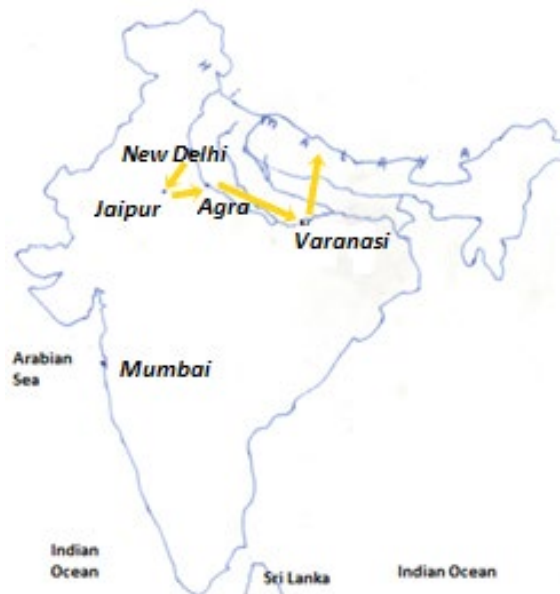 H i m A L A Y A
New Delhi
Jaipur
Agra
Varanasi
Arabian
Sea
Mumbai
Indian
Ocean
Sri Lanka
Indian Ocean